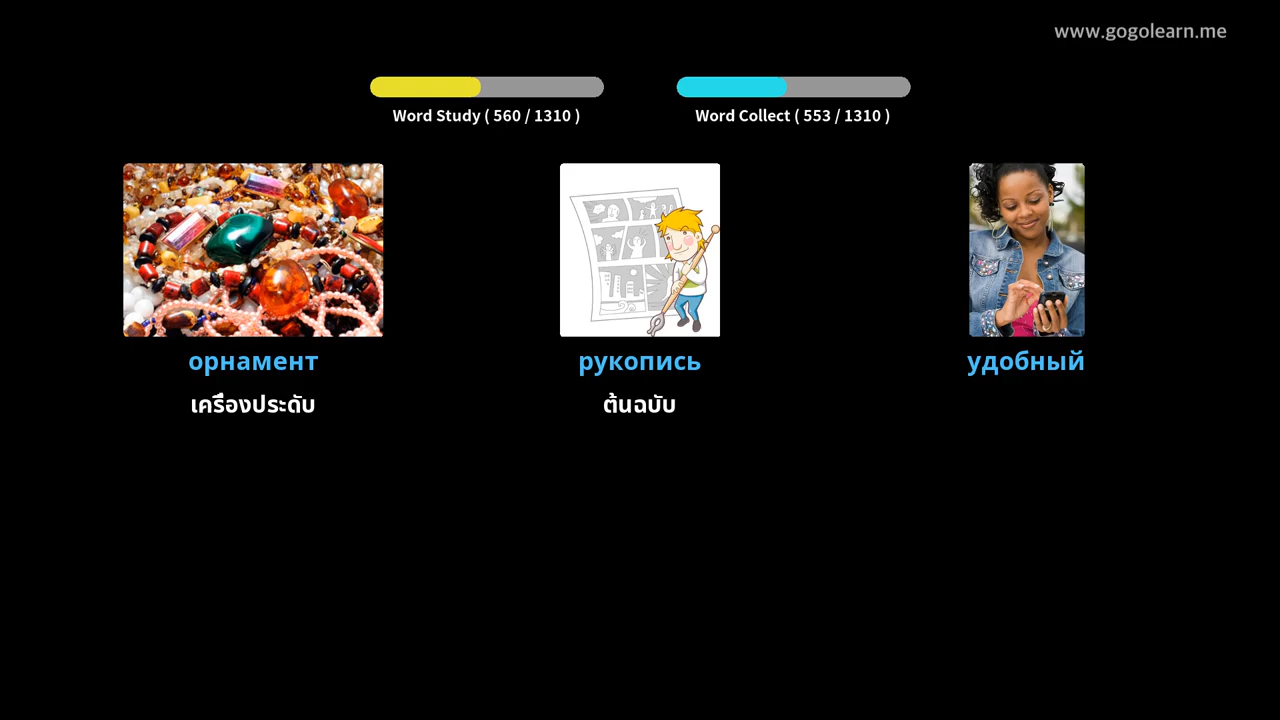 www.gogolearn.me
Word Study ( 560 / 1310 )
Word Collect ( 553 / 1310 )
орнамент
рукопись
удобный
เครื่องประดับ
ต้นฉบับ